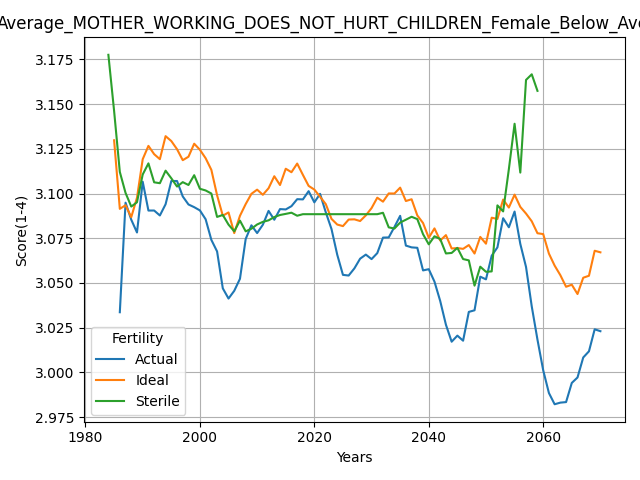 Average_MOTHER_WORKING_DOES_NOT_HURT_CHILDREN_Female_Below_Ave
3.175
3.150
3.125
3.100
3.075
3.050
3.025
3.000
2.975
Score(1-4)
Fertility
Actual
Ideal
Sterile
1980
2000
2020
2040
2060
Years